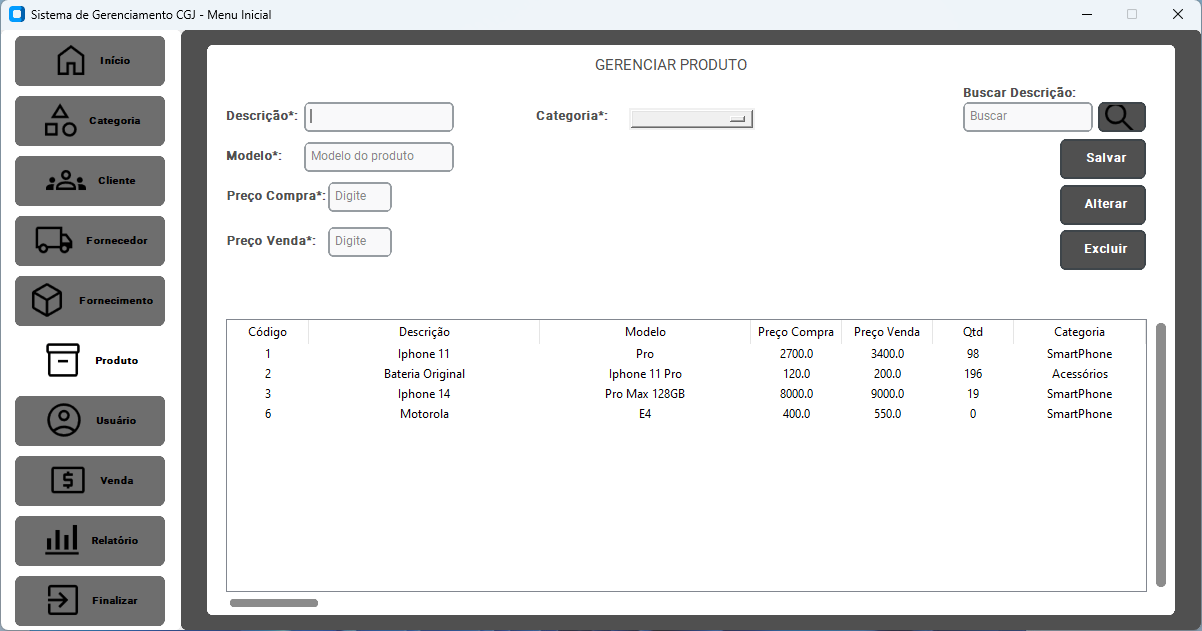 Sistema de Gerenciamento CGJ - Menu Inicial
Início
Categoria
Cliente
Fornecedor
Fornecimento
Produto
Usuário
Venda
Relatório
Finalizar
GERENCIAR PRODUTO
Descrição*:
Categoria*:
Buscar Descrição:
Buscar
Modelo*: Modelo do produto
Preço Compra*: Digite
Preço Venda*: Digite
Salvar
Alterar
Excluir
Código Descrição Modelo Preço Compra Preço Venda Qtd Categoria
1 Iphone 11 Pro 2700.0 3400.0 98 SmartPhone
2 Bateria Original Iphone 11 Pro 120.0 200.0 196 Acessórios
3 Iphone 14 Pro Max 128GB 8000.0 9000.0 19 SmartPhone
6 Motorola E4 400.0 550.0 0 SmartPhone